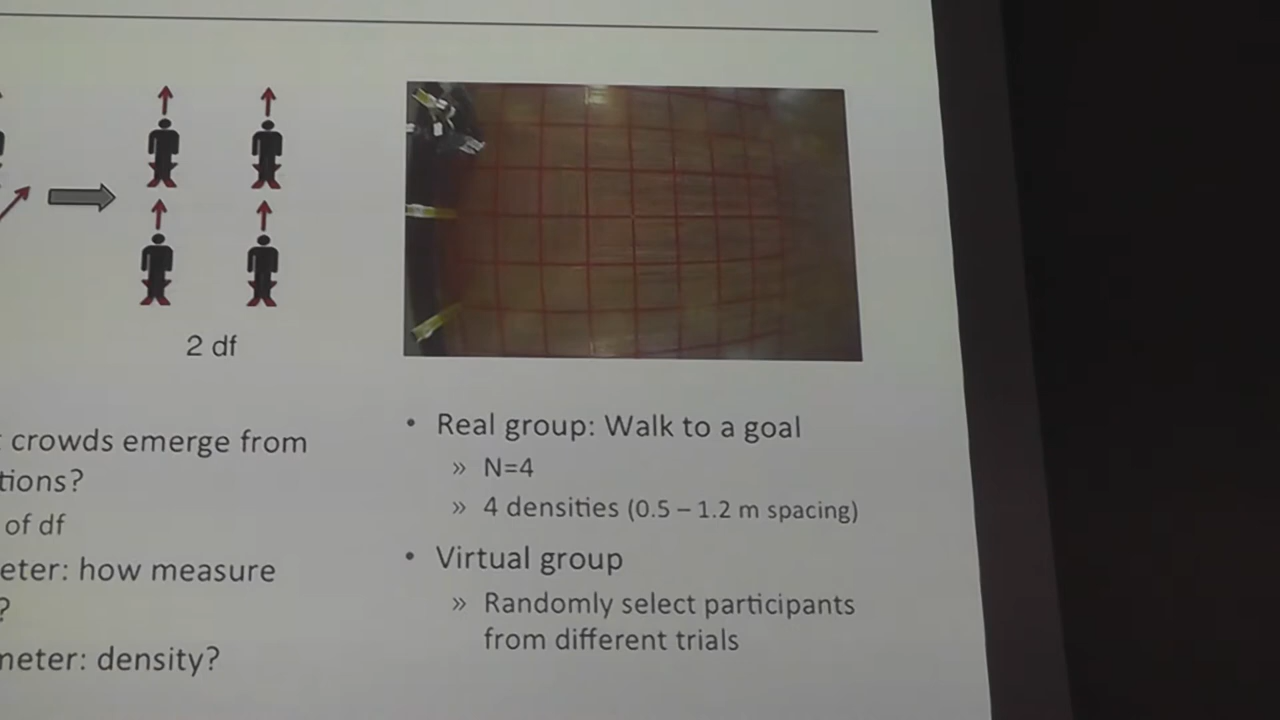 2 df
: crowds emerge from
tions?
of df
eter: how measure
?
meter: density?
• Real group: Walk to a goal
» N=4
» 4 densities (0.5 – 1.2 m spacing)
• Virtual group
» Randomly select participants
from different trials